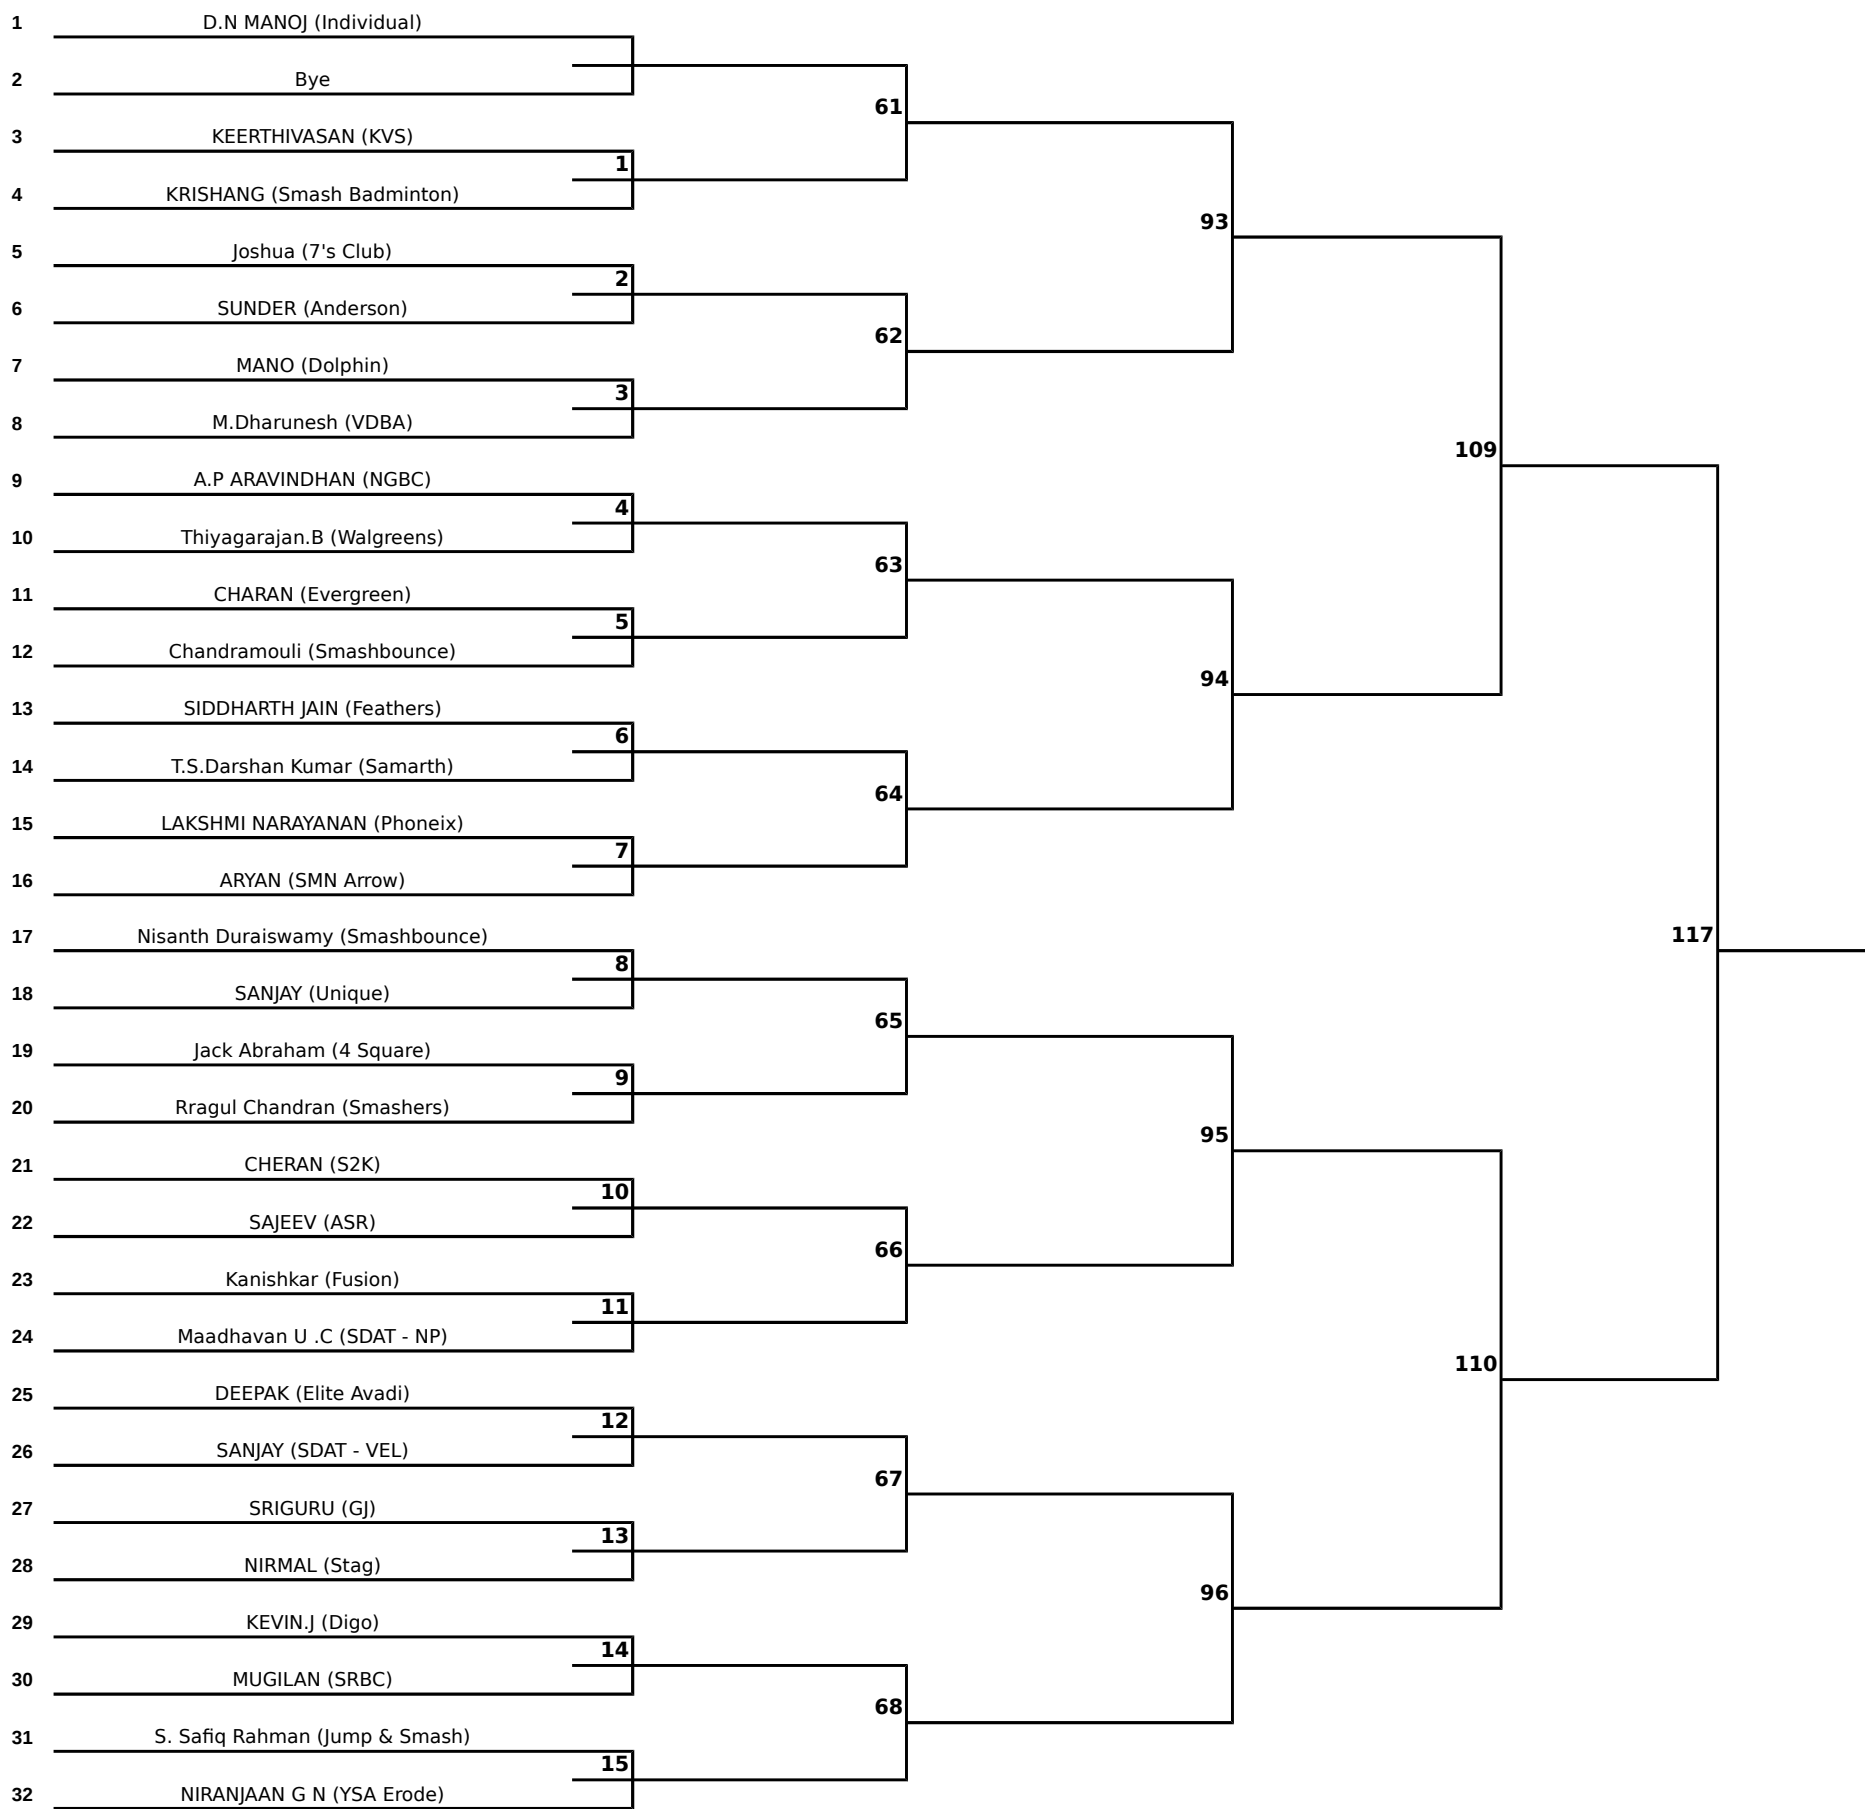 1 D.N MANOJ (Individual)
2 Bye
61
3 KEERTHIVASAN (KVS)
1
4 KRISHANG (Smash Badminton)
93
5 Joshua (7's Club)
2
6 SUNDER (Anderson)
62
7 MANO (Dolphin)
3
8 M.Dharunesh (VDBA)
109
9 A.P ARAVINDHAN (NGBC)
4
10 Thiyagarajan.B (Walgreens)
63
11 CHARAN (Evergreen)
5
12 Chandramouli (Smashbounce)
94
13 SIDDHARTH JAIN (Feathers)
6
14 T.S.Darshan Kumar (Samarth)
64
15 LAKSHMI NARAYANAN (Phoneix)
7
16 ARYAN (SMN Arrow)
17 Nisanth Duraiswamy (Smashbounce)
117
8
18 SANJAY (Unique)
65
19 Jack Abraham (4 Square)
9
20 Rragul Chandran (Smashers)
95
21 CHERAN (S2K)
10
22 SAJEEV (ASR)
66
23 Kanishkar (Fusion)
11
24 Maadhavan U .C (SDAT - NP)
110
25 DEEPAK (Elite Avadi)
12
26 SANJAY (SDAT - VEL)
67
27 SRIGURU (GJ)
13
28 NIRMAL (Stag)
96
29 KEVIN.J (Digo)
14
30 MUGILAN (SRBC)
68
31 S. Safiq Rahman (Jump & Smash)
15
32 NIRANJAAN G N (YSA Erode)